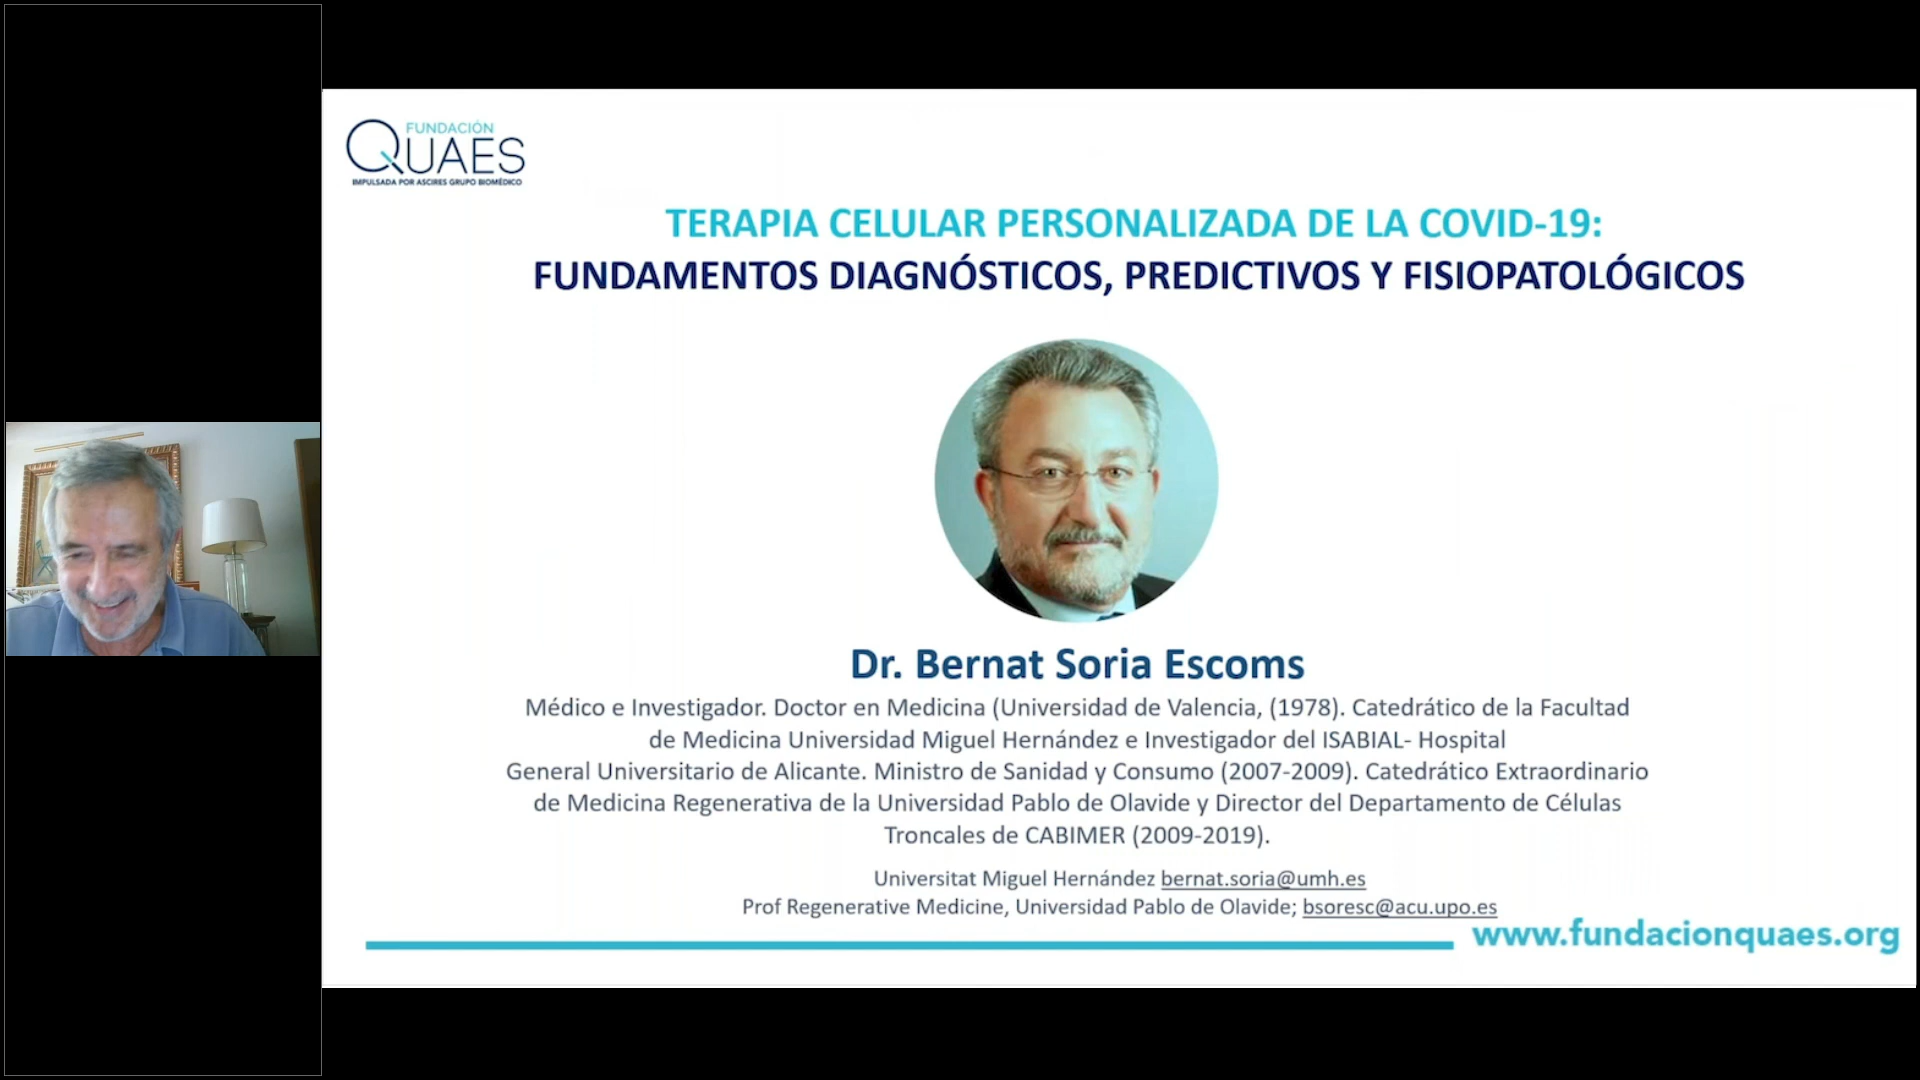 FUNDACIÓN
QUAES
IMPULSADA POR ASCIRES GRUPO BIOMÉDICO
TERAPIA CELULAR PERSONALIZADA DE LA COVID-19:
FUNDAMENTOS DIAGNÓSTICOS, PREDICTIVOS Y FISIOPATOLÓGICOS
Dr. Bernat Soria Escoms
Médico e Investigador. Doctor en Medicina (Universidad de Valencia, (1978). Catedrático de la Facultad
de Medicina Universidad Miguel Hernández e Investigador del ISABIAL- Hospital
General Universitario de Alicante. Ministro de Sanidad y Consumo (2007-2009). Catedrático Extraordinario
de Medicina Regenerativa de la Universidad Pablo de Olavide y Director del Departamento de Células
Troncales de CABIMER (2009-2019).
Universitat Miguel Hernández bernat.soria@umh.es
Prof Regenerative Medicine, Universidad Pablo de Olavide; bsoresc@acu.upo.es
www.fundacionquaes.org